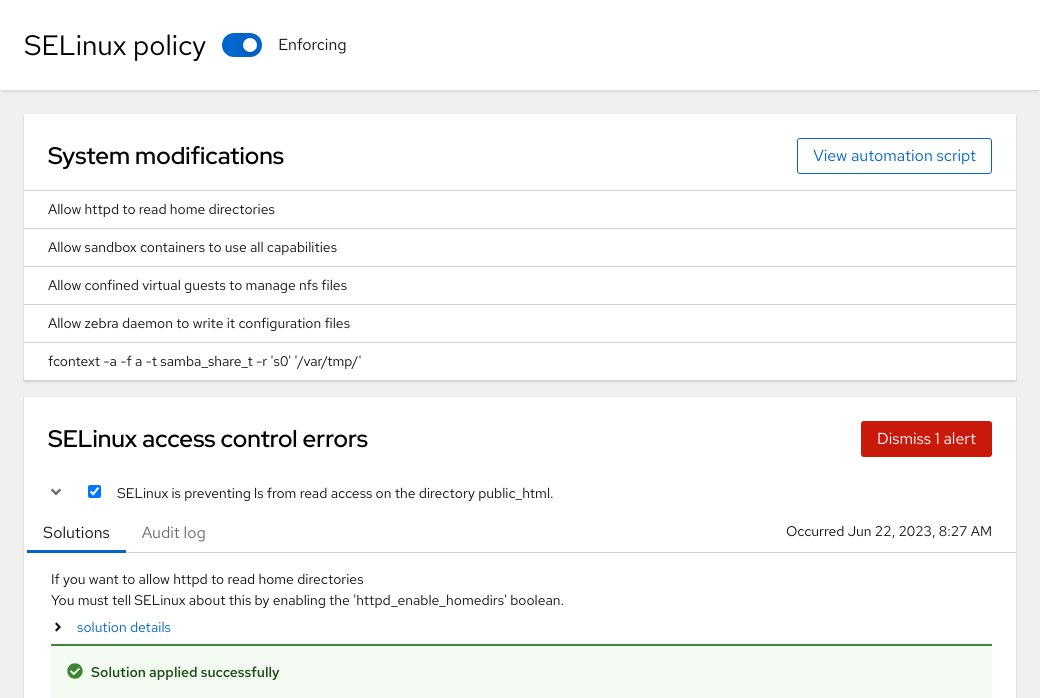 SELinux policy
Enforcing
System modifications
View automation script
Allow httpd to read home directories
Allow sandbox containers to use all capabilities
Allow confined virtual guests to manage nfs files
Allow zebra daemon to write it configuration files
fcontext -a -f a -t samba_share_t -r 's0' '/var/tmp/'
SELinux access control errors
Dismiss 1 alert
SELinux is preventing ls from read access on the directory public_html.
Solutions
Audit log
Occurred Jun 22, 2023, 8:27 AM
If you want to allow httpd to read home directories
You must tell SELinux about this by enabling the 'httpd_enable_homedirs' boolean.
solution details
Solution applied successfully